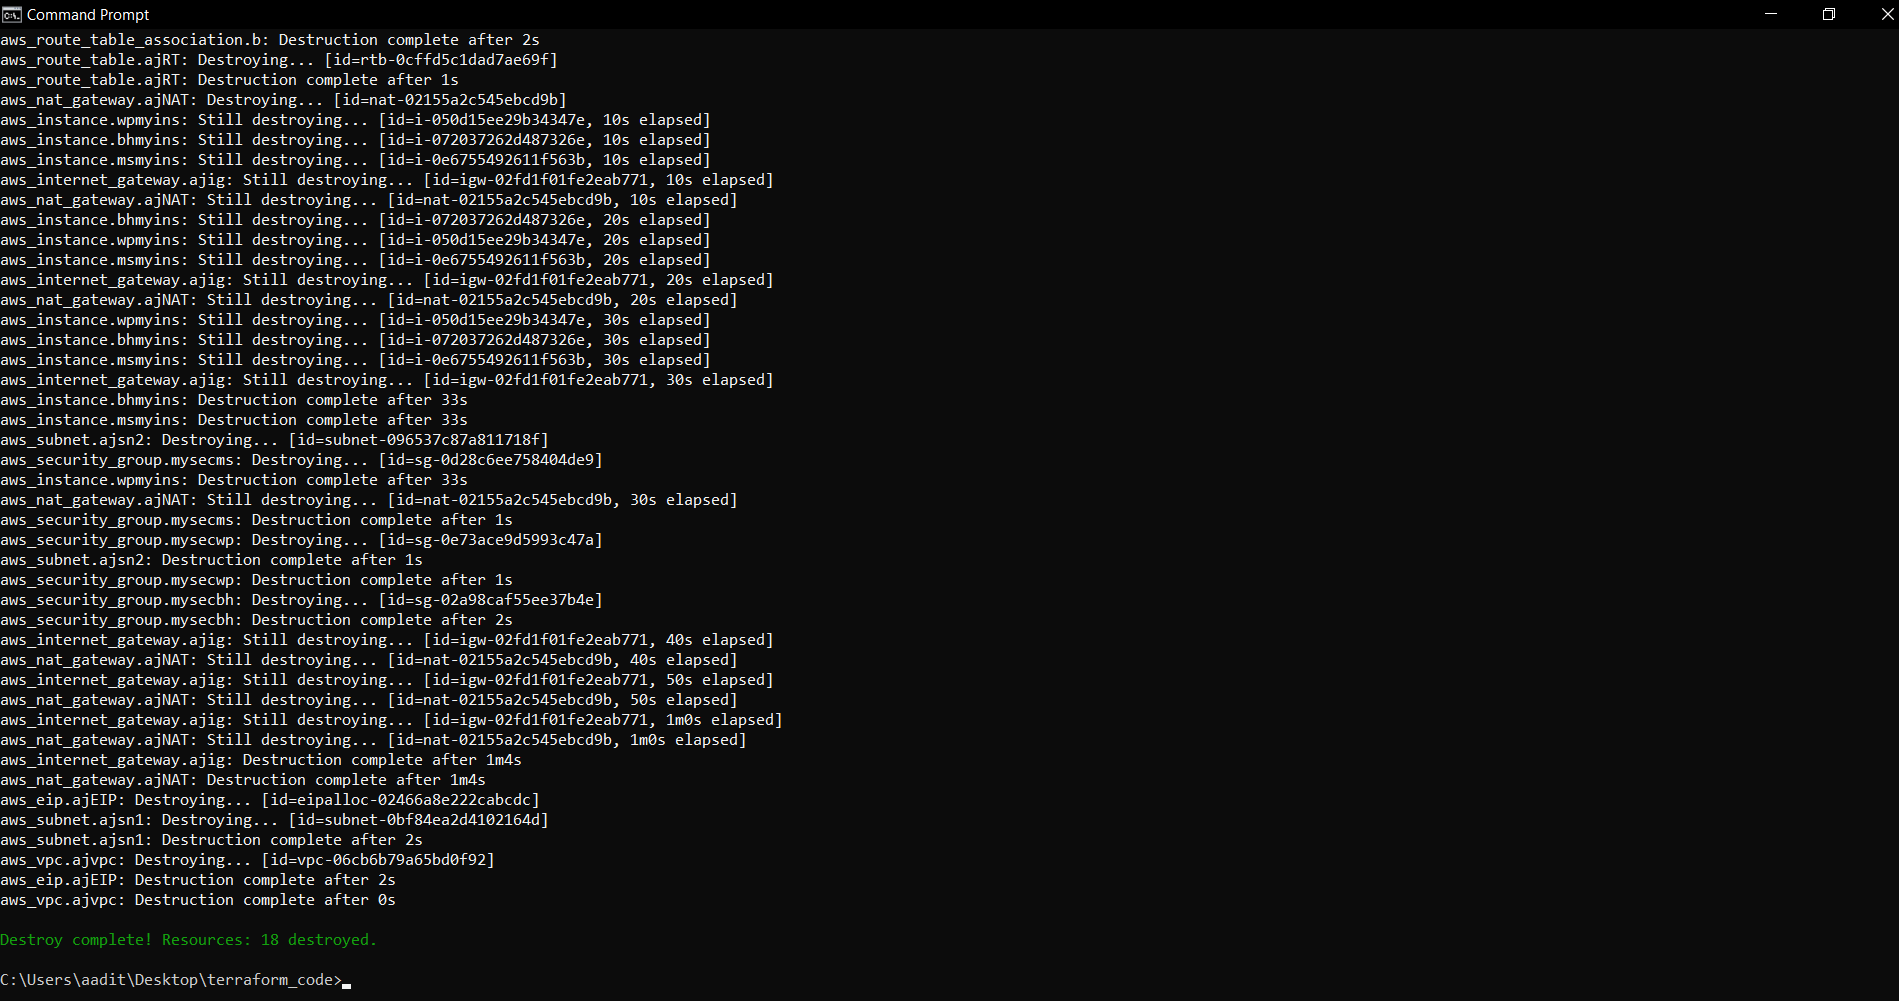 Command Prompt
aws_route_table_association.b: Destruction complete after 2s
aws_route_table.ajRT: Destroying... [id=rtb-0cffd5c1dad7ae69f]
aws_route_table.ajRT: Destruction complete after 1s
aws_nat_gateway.ajNAT: Destroying... [id=nat-02155a2c545ebcd9b]
aws_instance.wpmyins: Still destroying... [id=i-050d15ee29b34347e, 10s elapsed]
aws_instance.bhmyins: Still destroying... [id=i-072037262d487326e, 10s elapsed]
aws_instance.msmyins: Still destroying... [id=i-0e6755492611f563b, 10s elapsed]
aws_internet_gateway.ajig: Still destroying... [id=igw-02fd1f01fe2eab771, 10s elapsed]
aws_nat_gateway.ajNAT: Still destroying... [id=nat-02155a2c545ebcd9b, 10s elapsed]
aws_instance.bhmyins: Still destroying... [id=i-072037262d487326e, 20s elapsed]
aws_instance.wpmyins: Still destroying... [id=i-050d15ee29b34347e, 20s elapsed]
aws_instance.msmyins: Still destroying... [id=i-0e6755492611f563b, 20s elapsed]
aws_internet_gateway.ajig: Still destroying... [id=igw-02fd1f01fe2eab771, 20s elapsed]
aws_nat_gateway.ajNAT: Still destroying... [id=nat-02155a2c545ebcd9b, 20s elapsed]
aws_instance.wpmyins: Still destroying... [id=i-050d15ee29b34347e, 30s elapsed]
aws_instance.bhmyins: Still destroying... [id=i-072037262d487326e, 30s elapsed]
aws_instance.msmyins: Still destroying... [id=i-0e6755492611f563b, 30s elapsed]
aws_internet_gateway.ajig: Still destroying... [id=igw-02fd1f01fe2eab771, 30s elapsed]
aws_instance.bhmyins: Destruction complete after 33s
aws_instance.msmyins: Destruction complete after 33s
aws_subnet.ajsn2: Destroying... [id=subnet-096537c87a811718f]
aws_security_group.mysecms: Destroying... [id=sg-0d28c6ee758404de9]
aws_instance.wpmyins: Destruction complete after 33s
aws_nat_gateway.ajNAT: Still destroying... [id=nat-02155a2c545ebcd9b, 30s elapsed]
aws_security_group.mysecms: Destruction complete after 1s
aws_security_group.mysecwp: Destroying... [id=sg-0e73ace9d5993c47a]
aws_subnet.ajsn2: Destruction complete after 1s
aws_security_group.mysecwp: Destruction complete after 1s
aws_security_group.mysecbh: Destroying... [id=sg-02a98caf55ee37b4e]
aws_security_group.mysecbh: Destruction complete after 2s
aws_internet_gateway.ajig: Still destroying... [id=igw-02fd1f01fe2eab771, 40s elapsed]
aws_nat_gateway.ajNAT: Still destroying... [id=nat-02155a2c545ebcd9b, 40s elapsed]
aws_internet_gateway.ajig: Still destroying... [id=igw-02fd1f01fe2eab771, 50s elapsed]
aws_nat_gateway.ajNAT: Still destroying... [id=nat-02155a2c545ebcd9b, 50s elapsed]
aws_internet_gateway.ajig: Still destroying... [id=igw-02fd1f01fe2eab771, 1m0s elapsed]
aws_nat_gateway.ajNAT: Still destroying... [id=nat-02155a2c545ebcd9b, 1m0s elapsed]
aws_internet_gateway.ajig: Destruction complete after 1m4s
aws_nat_gateway.ajNAT: Destruction complete after 1m4s
aws_eip.ajEIP: Destroying... [id=eipalloc-02466a8e222cabcdc]
aws_subnet.ajsn1: Destroying... [id=subnet-0bf84ea2d4102164d]
aws_subnet.ajsn1: Destruction complete after 2s
aws_vpc.ajvpc: Destroying... [id=vpc-06cb6b79a65bd0f92]
aws_eip.ajEIP: Destruction complete after 2s
aws_vpc.ajvpc: Destruction complete after 0s
Destroy complete! Resources: 18 destroyed.
C:\Users\aadit\Desktop\terraform_code>